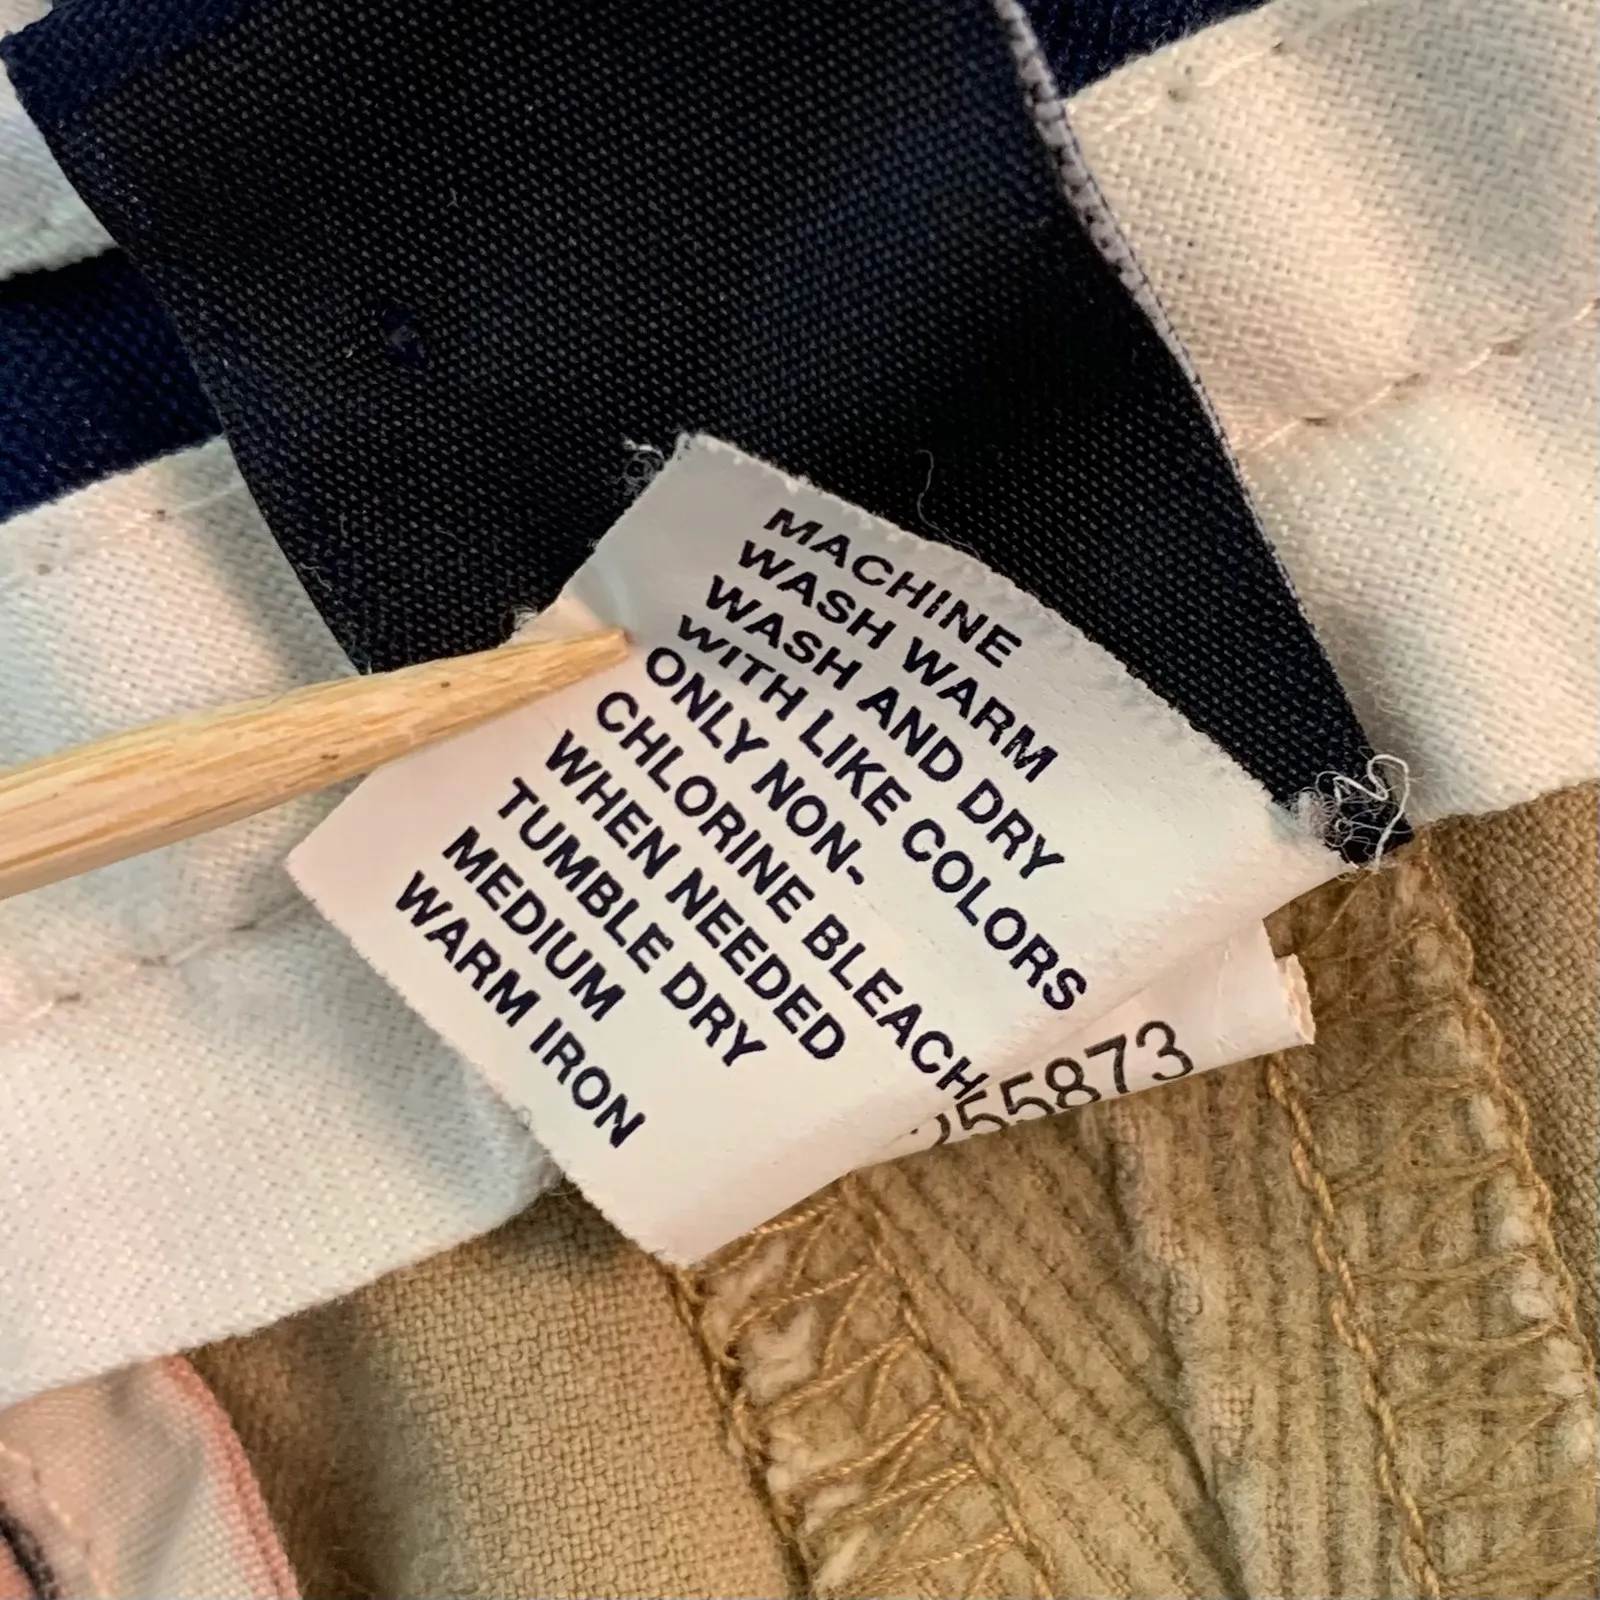 MACHINE
WASH WARM
WASH AND DRY
WITH LIKE COLORS
ONLY NON-
CHLORINE BLEACH
WHEN NEEDED
TUMBLE DRY
MEDIUM
WARM IRON
255873